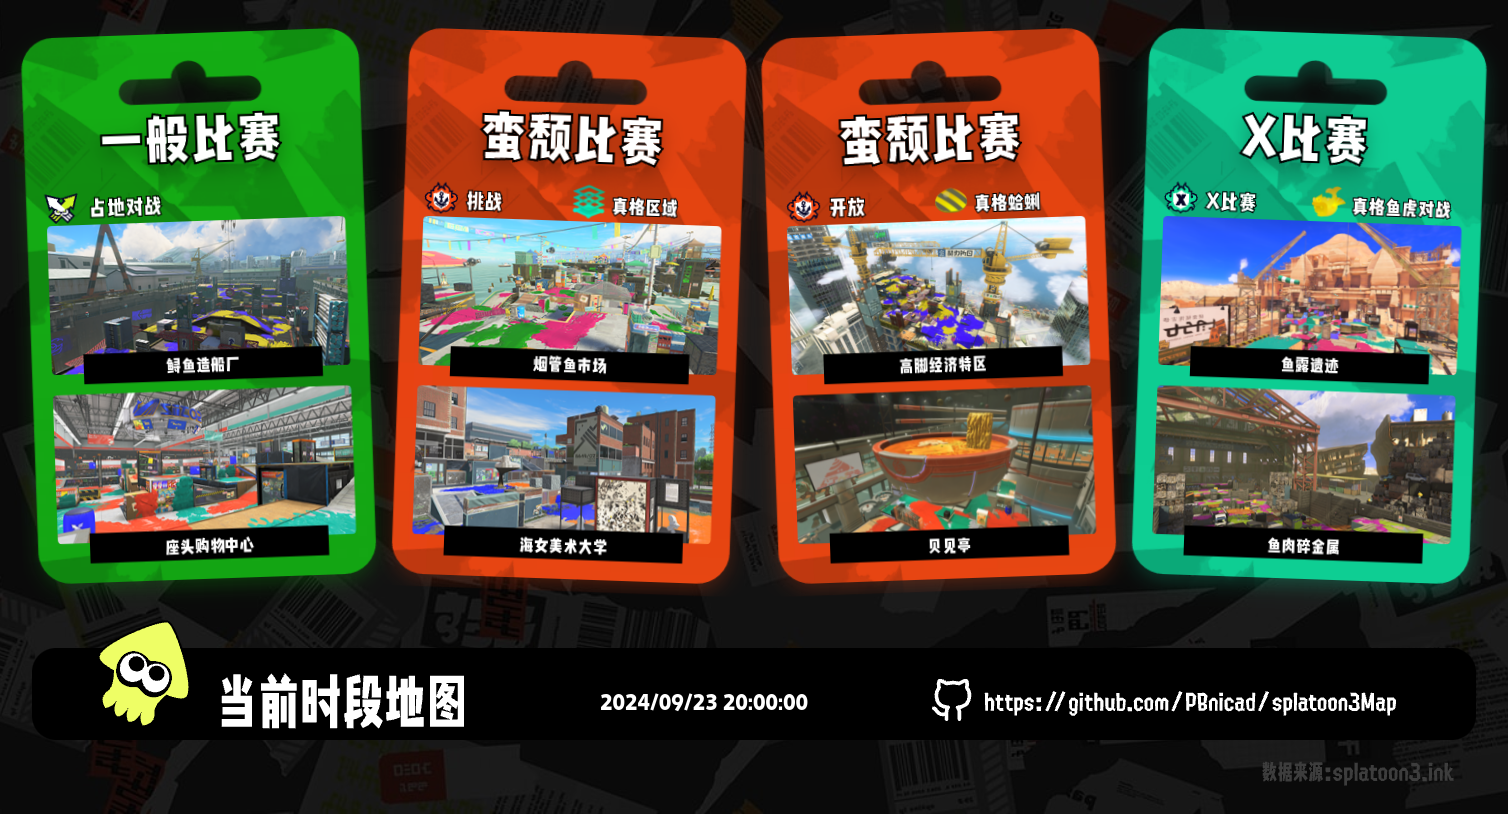 一般比赛
占地对战
鲟鱼造船厂
座头购物中心
蛮颓比赛
挑战
真格区域
烟管鱼市场
海女美术大学
蛮颓比赛
开放
真格蛤蜊
高脚经济特区
贝贝亭
X比赛
X比赛
真格鱼虎对战
鱼露遗迹
鱼肉碎金属
当前时段地图
2024/09/23 20:00:00
https://github.com/PBnicad/splatoon3Map
数据来源:splatoon3.ink